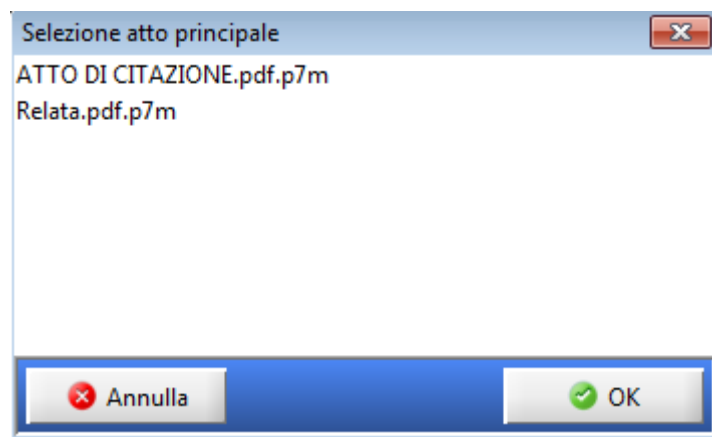 Selezione atto principale
ATTO DI CITAZIONE.pdf.p7m
Relata.pdf.p7m
Annulla
OK